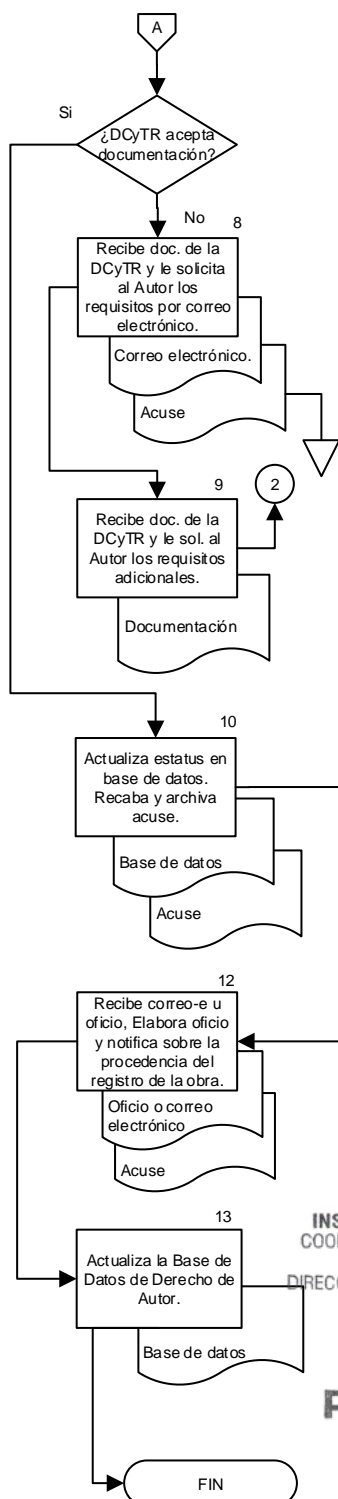 A
Si
¿DCyTR acepta
documentación?
No
8
Recibe doc. de la
DCyTR y le solicita
al Autor los
requisitos por correo
electrónico.
Correo electrónico.
Acuse
9
2
Recibe doc. de la
DCyTR y le sol. al
Autor los requisitos
adicionales.
Documentación
10
Actualiza estatus en
base de datos.
Recaba y archiva
acuse.
Base de datos
Acuse
12
Recibe correo-e u
oficio, Elabora oficio
y notifica sobre la
procedencia del
registro de la obra.
Oficio o correo
electrónico
Acuse
13
Actualiza la Base de
Datos de Derecho de
Autor.
Base de datos
INS
COO
DIREC
FIN